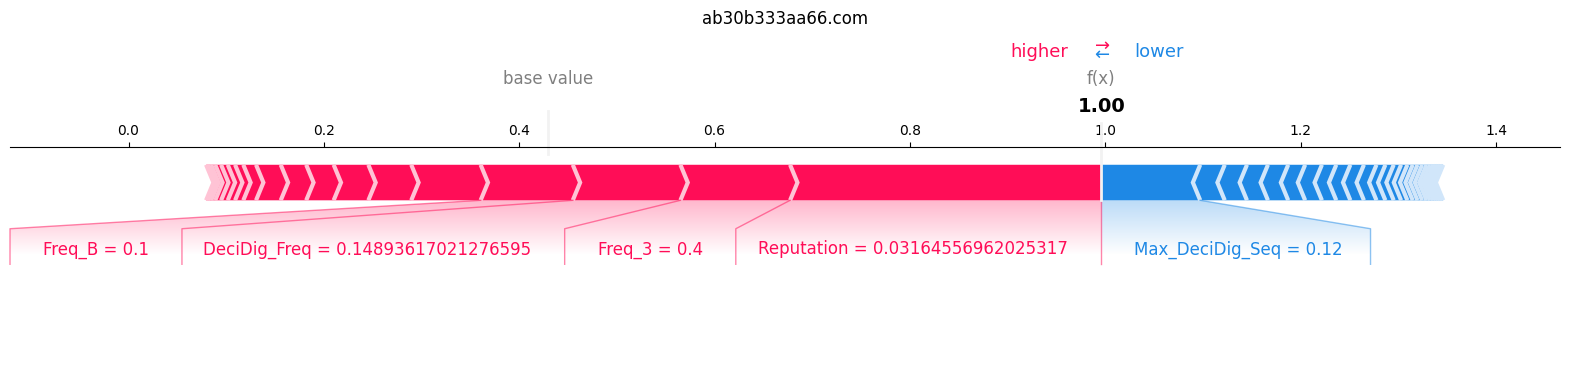 ab30b333aa66.com
higher ⇄ lower
base value f(x)
1.00
0.0 0.2 0.4 0.6 0.8 1.0 1.2 1.4
Freq_B = 0.1 DeciDig_Freq = 0.14893617021276595 Freq_3 = 0.4 Reputation = 0.03164556962025317 Max_DeciDig_Seq = 0.12